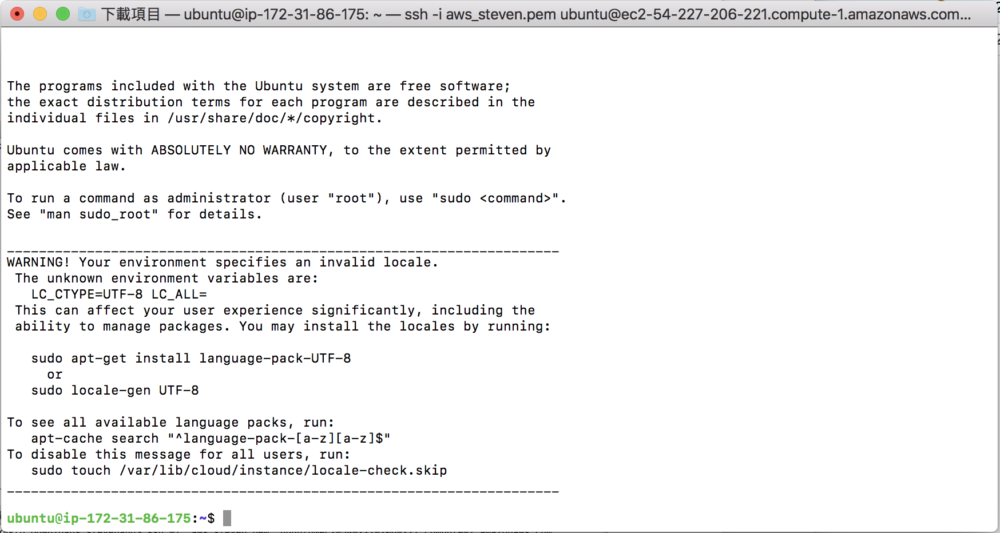 下載項目 — ubuntu@ip-172-31-86-175: ~ — ssh -i aws_steven.pem ubuntu@ec2-54-227-206-221.compute-1.amazonaws.com...
The programs included with the Ubuntu system are free software;
the exact distribution terms for each program are described in the
individual files in /usr/share/doc/*/copyright.
Ubuntu comes with ABSOLUTELY NO WARRANTY, to the extent permitted by
applicable law.
To run a command as administrator (user "root"), use "sudo <command>".
See "man sudo_root" for details.
_____________________________________________________________________
WARNING! Your environment specifies an invalid locale.
The unknown environment variables are:
LC_CTYPE=UTF-8 LC_ALL=
This can affect your user experience significantly, including the
ability to manage packages. You may install the locales by running:
sudo apt-get install language-pack-UTF-8
or
sudo locale-gen UTF-8
To see all available language packs, run:
apt-cache search "^language-pack-[a-z][a-z]$"
To disable this message for all users, run:
sudo touch /var/lib/cloud/instance/locale-check.skip
_____________________________________________________________________
ubuntu@ip-172-31-86-175:~$